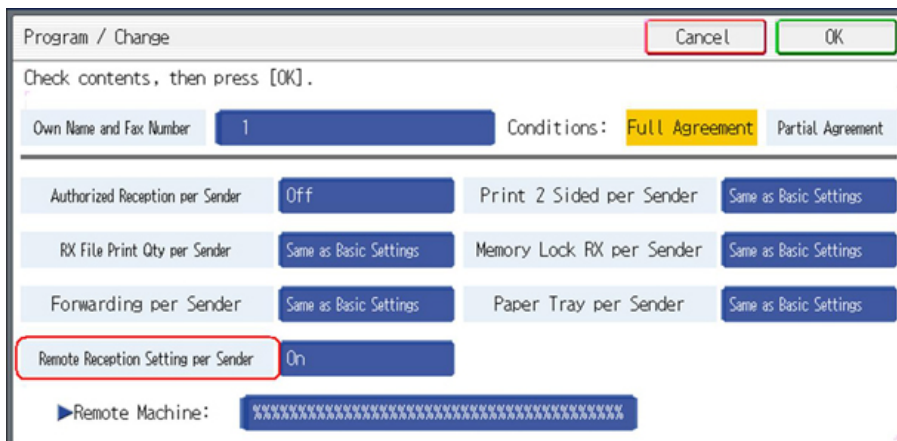 Program / Change Cancel OK
Check contents, then press [OK].
Own Name and Fax Number 1 Conditions: Full Agreement Partial Agreement
Authorized Reception per Sender Off Print 2 Sided per Sender Same as Basic Settings
RX File Print Qty per Sender Same as Basic Settings Memory Lock RX per Sender Same as Basic Settings
Forwarding per Sender Same as Basic Settings Paper Tray per Sender Same as Basic Settings
Remote Reception Setting per Sender On
▶Remote Machine: %%%%%%%%%%%%%%%%%%%%%%%%%%%%%%%%%%%%%%%%